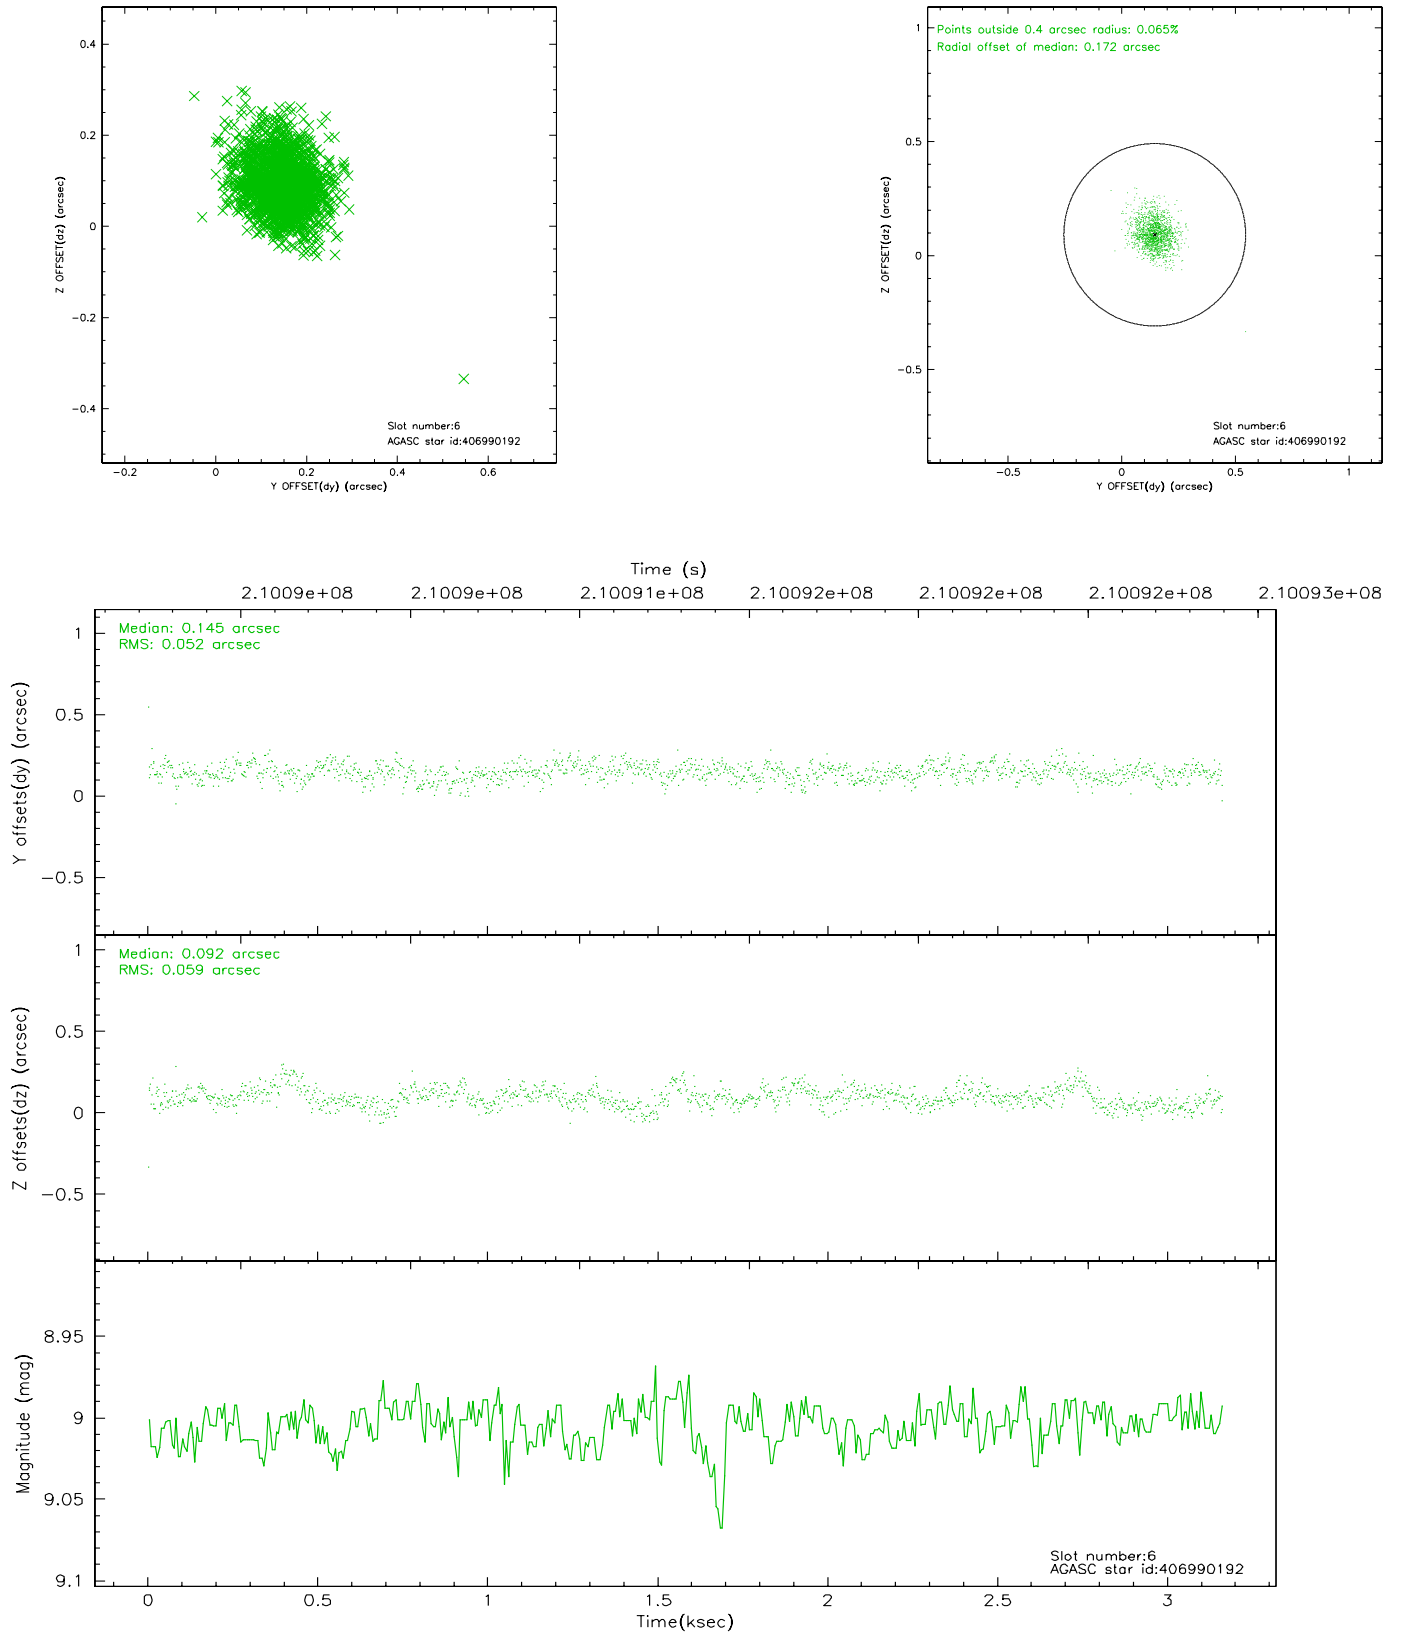 0.4
0.2
0
−0.2
−0.4
Z OFFSET(dz) (arcsec)
Slot number:6
AGASC star id:406990192
−0.2 0 0.2 0.4 0.6
Y OFFSET(dy) (arcsec)
Points outside 0.4 arcsec radius: 0.065%
Radial offset of median: 0.172 arcsec
1
0.5
0
−0.5
Z OFFSET(dz) (arcsec)
Slot number:6
AGASC star id:406990192
−0.5 0 0.5 1
Y OFFSET(dy) (arcsec)
Time (s)
2.1009e+08 2.1009e+08 2.10091e+08 2.10092e+08 2.10092e+08 2.10092e+08 2.10093e+08
Median: 0.145 arcsec
RMS: 0.052 arcsec
1
0.5
0
−0.5
Y offsets(dy) (arcsec)
Median: 0.092 arcsec
RMS: 0.059 arcsec
1
0.5
0
−0.5
Z offsets(dz) (arcsec)
8.95
9
9.05
9.1
Magnitude (mag)
Slot number:6
AGASC star id:406990192
0 0.5 1 1.5 2 2.5 3
Time(ksec)